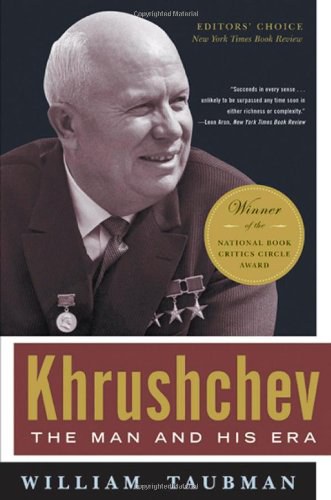 EDITORS' CHOICE
New York Times Book Review
"Succeeds in every sense . . .
unlikely to be surpassed any time soon in
either richness or complexity."
—Leon Aron, New York Times Book Review
Winner
of the
NATIONAL BOOK
CRITICS CIRCLE
AWARD
Khrushchev
THE MAN AND HIS ERA
WILLIAM TAUBMAN